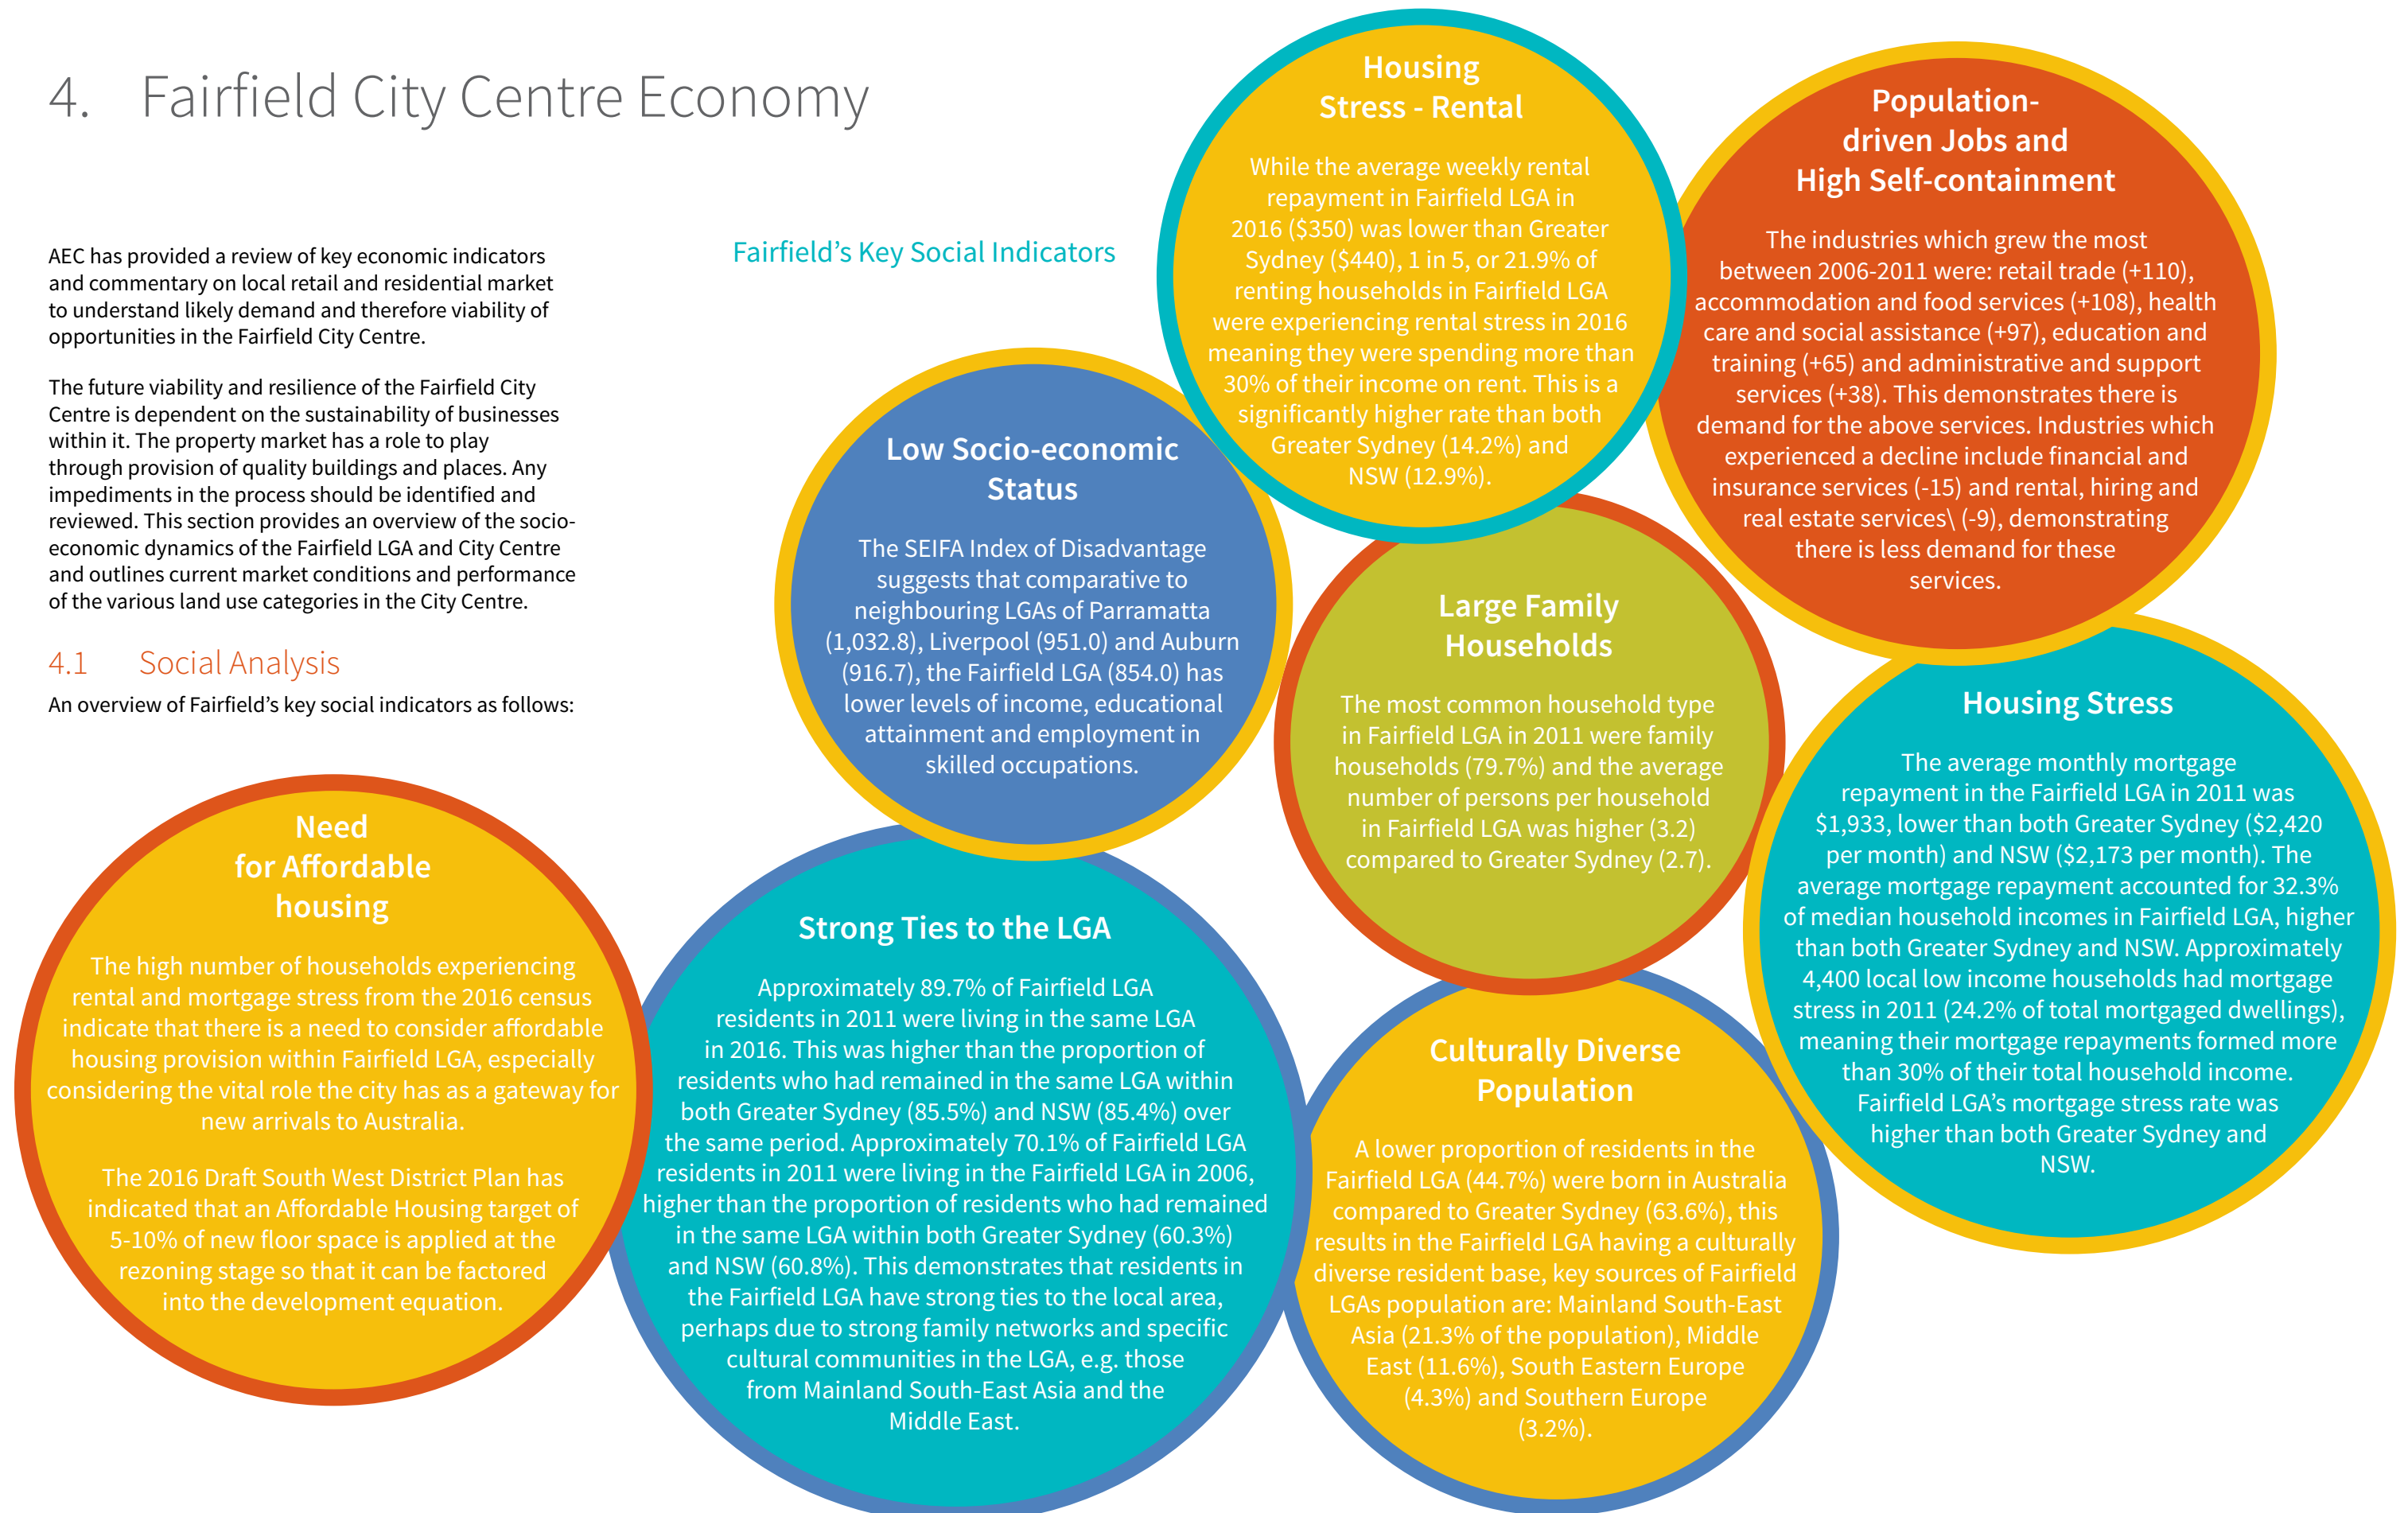 4. Fairfield City Centre Economy
AEC has provided a review of key economic indicators
and commentary on local retail and residential market
to understand likely demand and therefore viability of
opportunities in the Fairfield City Centre.
The future viability and resilience of the Fairfield City
Centre is dependent on the sustainability of businesses
within it. The property market has a role to play
through provision of quality buildings and places. Any
impediments in the process should be identified and
reviewed. This section provides an overview of the socio-
economic dynamics of the Fairfield LGA and City Centre
and outlines current market conditions and performance
of the various land use categories in the City Centre.
4.1 Social Analysis
An overview of Fairfield’s key social indicators as follows:
Fairfield’s Key Social Indicators
Need
for Affordable
housing
The high number of households experiencing
rental and mortgage stress from the 2016 census
indicate that there is a need to consider affordable
housing provision within Fairfield LGA, especially
considering the vital role the city has as a gateway for
new arrivals to Australia.
The 2016 Draft South West District Plan has
indicated that an Affordable Housing target of
5-10% of new floor space is applied at the
rezoning stage so that it can be factored
into the development equation.
Low Socio-economic
Status
The SEIFA Index of Disadvantage
suggests that comparative to
neighbouring LGAs of Parramatta
(1,032.8), Liverpool (951.0) and Auburn
(916.7), the Fairfield LGA (854.0) has
lower levels of income, educational
attainment and employment in
skilled occupations.
Strong Ties to the LGA
Approximately 89.7% of Fairfield LGA
residents in 2011 were living in the same LGA
in 2016. This was higher than the proportion of
residents who had remained in the same LGA within
both Greater Sydney (85.5%) and NSW (85.4%) over
the same period. Approximately 70.1% of Fairfield LGA
residents in 2011 were living in the Fairfield LGA in 2006,
higher than the proportion of residents who had remained
in the same LGA within both Greater Sydney (60.3%)
and NSW (60.8%). This demonstrates that residents in
the Fairfield LGA have strong ties to the local area,
perhaps due to strong family networks and specific
cultural communities in the LGA, e.g. those
from Mainland South-East Asia and the
Middle East.
Housing
Stress - Rental
While the average weekly rental
repayment in Fairfield LGA in
2016 ($350) was lower than Greater
Sydney ($440), 1 in 5, or 21.9% of
renting households in Fairfield LGA
were experiencing rental stress in 2016
meaning they were spending more than
30% of their income on rent. This is a
significantly higher rate than both
Greater Sydney (14.2%) and
NSW (12.9%).
Large Family
Households
The most common household type
in Fairfield LGA in 2011 were family
households (79.7%) and the average
number of persons per household
in Fairfield LGA was higher (3.2)
compared to Greater Sydney (2.7).
Culturally Diverse
Population
A lower proportion of residents in the
Fairfield LGA (44.7%) were born in Australia
compared to Greater Sydney (63.6%), this
results in the Fairfield LGA having a culturally
diverse resident base, key sources of Fairfield
LGAs population are: Mainland South-East
Asia (21.3% of the population), Middle
East (11.6%), South Eastern Europe
(4.3%) and Southern Europe
(3.2%).
Population-
driven Jobs and
High Self-containment
The industries which grew the most
between 2006-2011 were: retail trade (+110),
accommodation and food services (+108), health
care and social assistance (+97), education and
training (+65) and administrative and support
services (+38). This demonstrates there is
demand for the above services. Industries which
experienced a decline include financial and
insurance services (-15) and rental, hiring and
real estate services\ (-9), demonstrating
there is less demand for these
services.
Housing Stress
The average monthly mortgage
repayment in the Fairfield LGA in 2011 was
$1,933, lower than both Greater Sydney ($2,420
per month) and NSW ($2,173 per month). The
average mortgage repayment accounted for 32.3%
of median household incomes in Fairfield LGA, higher
than both Greater Sydney and NSW. Approximately
4,400 local low income households had mortgage
stress in 2011 (24.2% of total mortgaged dwellings),
meaning their mortgage repayments formed more
than 30% of their total household income.
Fairfield LGA’s mortgage stress rate was
higher than both Greater Sydney and
NSW.